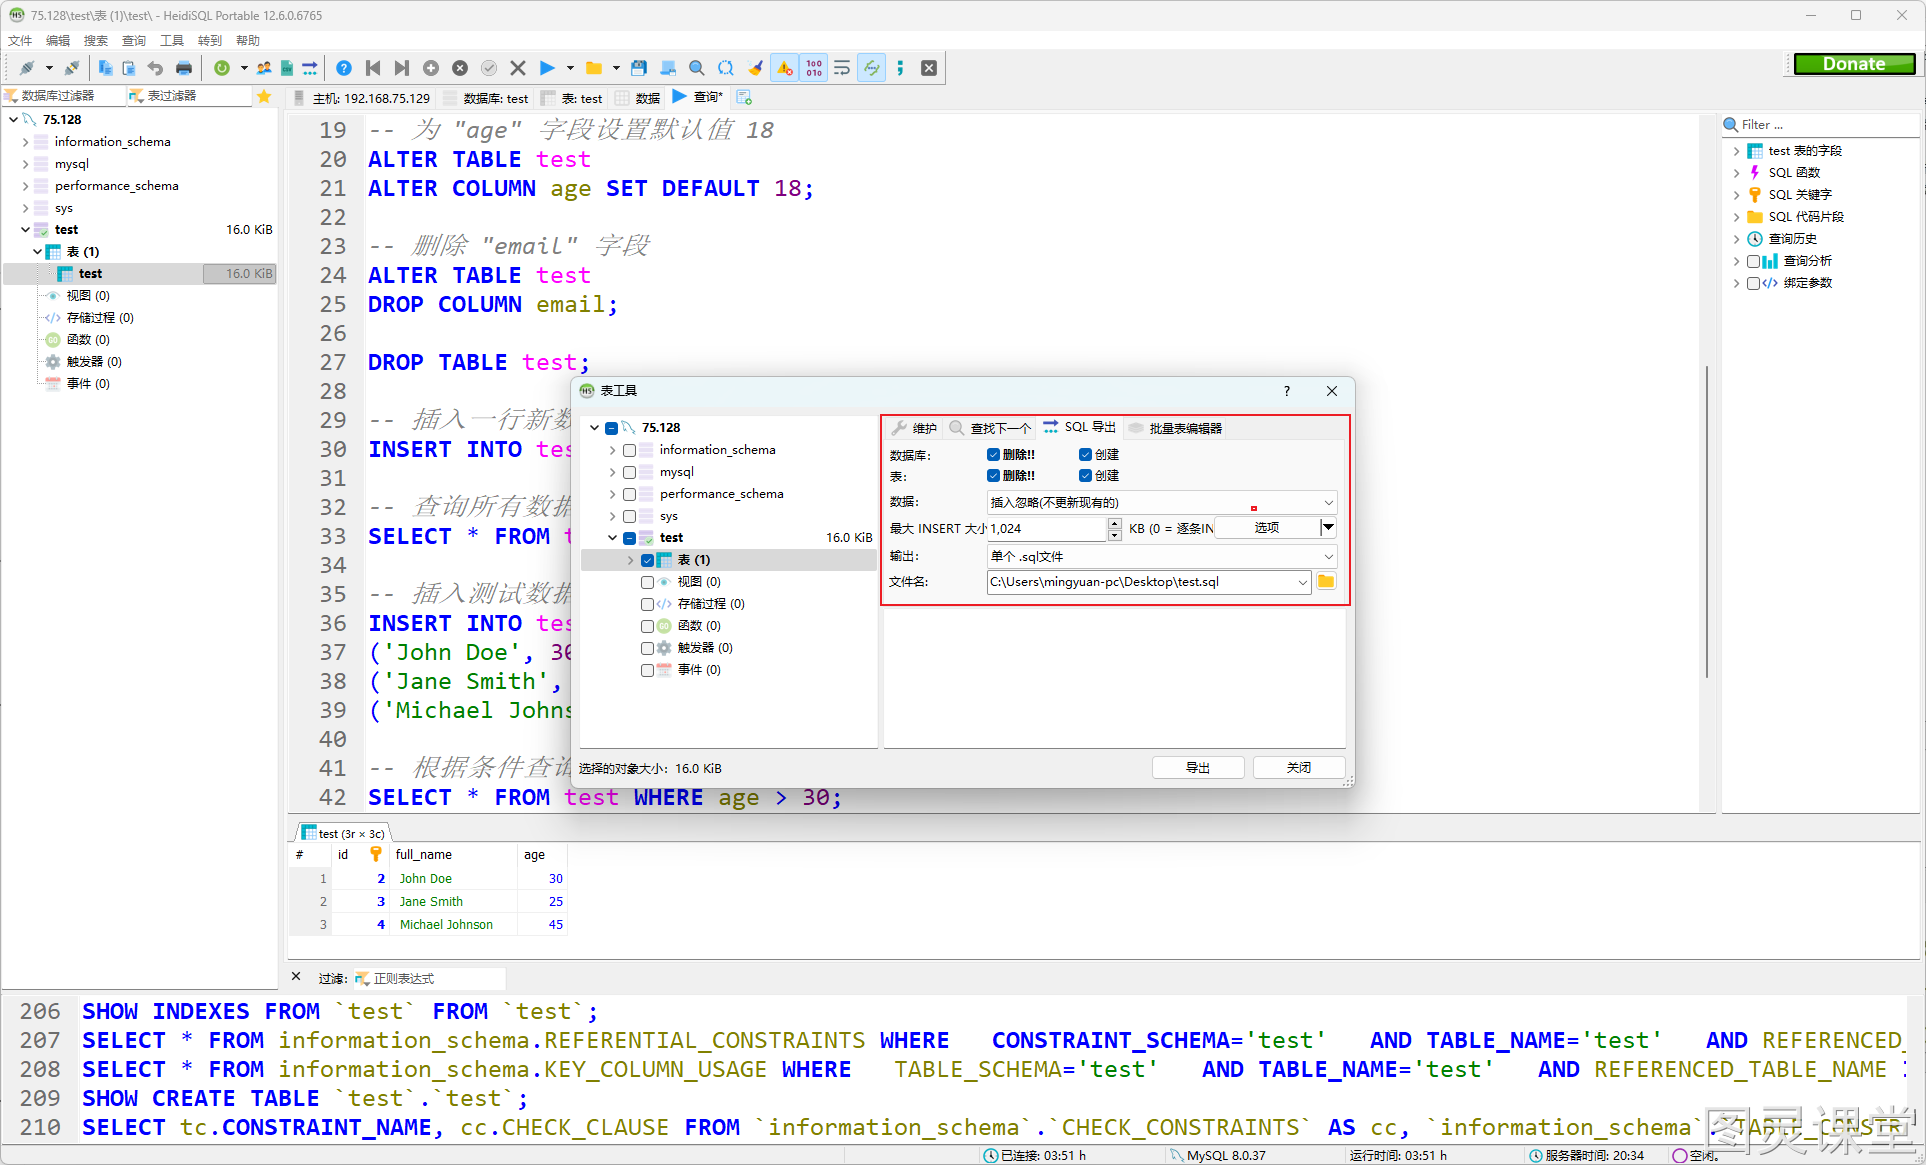 75.128\test\表 (1)\test\ - HeidiSQL Portable 12.6.0.6765
文件 编辑 搜索 查询 工具 转到 帮助
Donate
数据库过滤器 表过滤器
主机: 192.168.75.129 数据库: test 表: test 数据 查询*
75.128
information_schema
mysql
performance_schema
sys
test 16.0 KiB
表 (1)
test 16.0 KiB
视图 (0)
存储过程 (0)
函数 (0)
触发器 (0)
事件 (0)
19 -- 为 "age" 字段设置默认值 18
20 ALTER TABLE test
21 ALTER COLUMN age SET DEFAULT 18;
22
23 -- 删除 "email" 字段
24 ALTER TABLE test
25 DROP COLUMN email;
26
27 DROP TABLE test;
28
29 -- 插入一行新数
30 INSERT INTO tes
31
32 -- 查询所有数据
33 SELECT * FROM t
34
35 -- 插入测试数据
36 INSERT INTO tes
37 ('John Doe', 30
38 ('Jane Smith',
39 ('Michael Johns
40
41 -- 根据条件查询
42 SELECT * FROM test WHERE age > 30;
Filter ...
test 表的字段
SQL 函数
SQL 关键字
SQL 代码片段
查询历史
查询分析
绑定参数
表工具 ?
75.128
information_schema
mysql
performance_schema
sys
test 16.0 KiB
表 (1)
视图 (0)
存储过程 (0)
函数 (0)
触发器 (0)
事件 (0)
维护 查找下一个 SQL 导出 批量表编辑器
数据库: 删除!! 创建
表: 删除!! 创建
数据: 插入忽略(不更新现有的)
最大 INSERT 大小 1,024 KB (0 = 逐条IN 选项
输出: 单个 .sql文件
文件名: C:\Users\mingyuan-pc\Desktop\test.sql
选择的对象大小: 16.0 KiB 导出 关闭
test (3r × 3c)
# id full_name age
1 2 John Doe 30
2 3 Jane Smith 25
3 4 Michael Johnson 45
过滤: 正则表达式
206 SHOW INDEXES FROM `test` FROM `test`;
207 SELECT * FROM information_schema.REFERENTIAL_CONSTRAINTS WHERE CONSTRAINT_SCHEMA='test' AND TABLE_NAME='test' AND REFERENCED_
208 SELECT * FROM information_schema.KEY_COLUMN_USAGE WHERE TABLE_SCHEMA='test' AND TABLE_NAME='test' AND REFERENCED_TABLE_NAME
209 SHOW CREATE TABLE `test`.`test`;
210 SELECT tc.CONSTRAINT_NAME, cc.CHECK_CLAUSE FROM `information_schema`.`CHECK_CONSTRAINTS` AS cc, `information_schema`.`TABLE_CONSTR
图灵课堂
已连接: 03:51 h MySQL 8.0.37 运行时间: 03:51 h 服务器时间: 20:34 空闲。